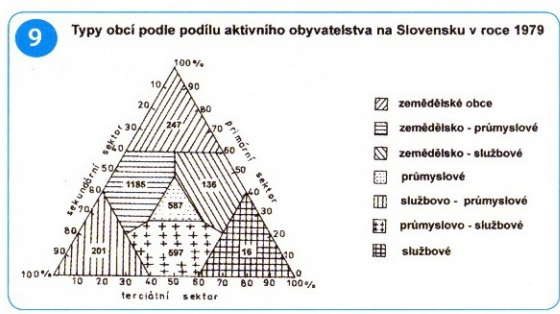 9
Typy obcí podle podílu aktivního obyvatelstva na Slovensku v roce 1979
100 %
10 90
20 80
30 70
40 60
50
60 40
70 30
80 20
90 10
100 % 0
sekundární sektor
primární sektor
247
1185 136
587
201 597 16
10 20 30 40 50 60 70 80 90 100%
terciální sektor
zemědělské obce
zemědělsko - průmyslové
zemědělsko - službové
průmyslové
službovo - průmyslové
průmyslovo - službové
službové